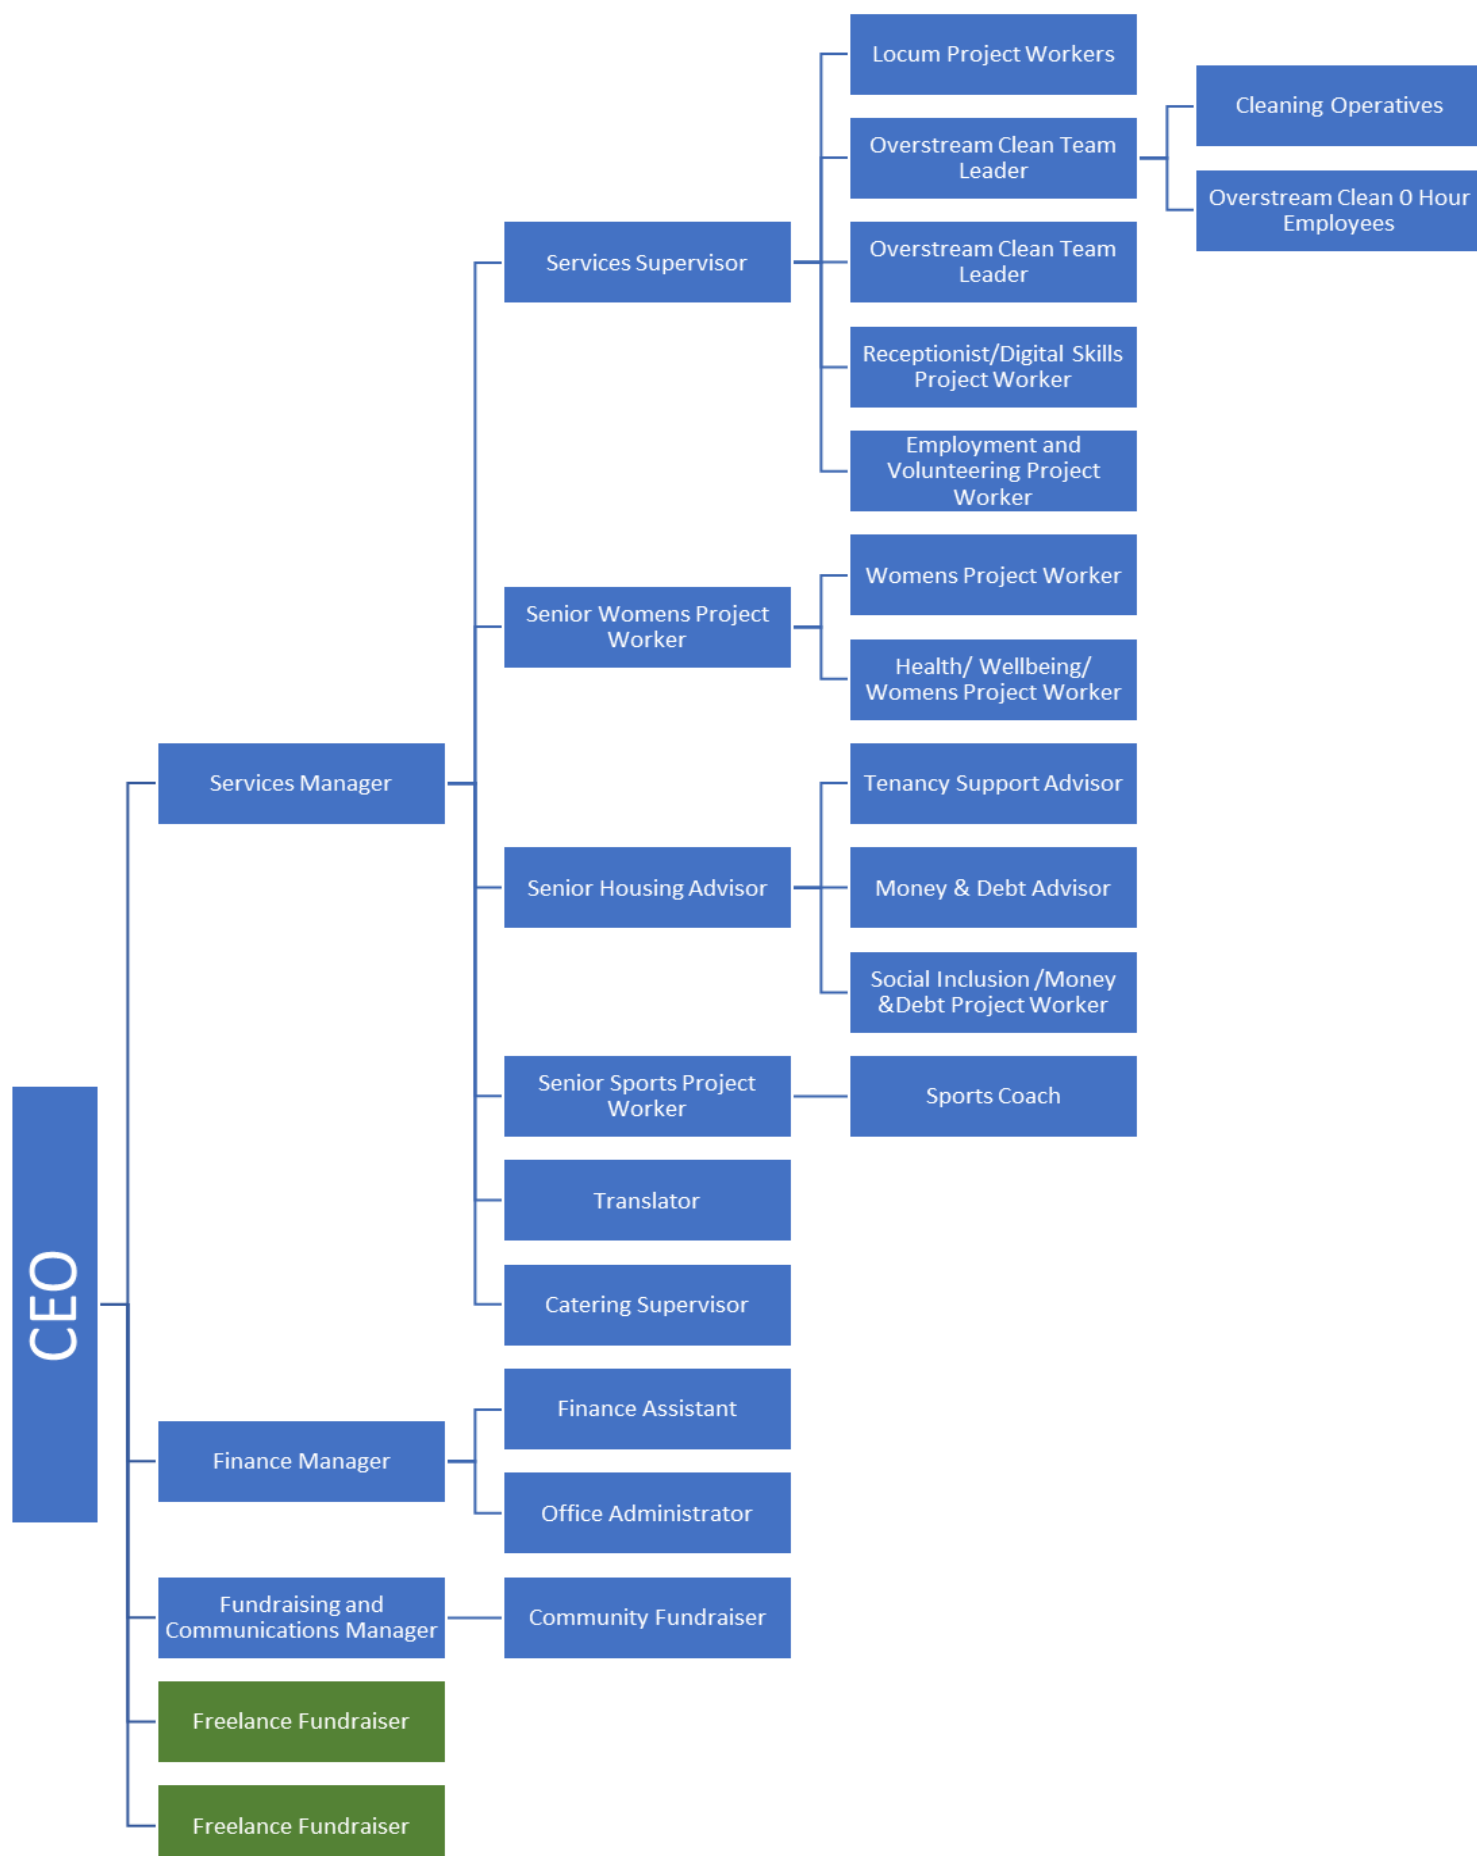 Locum Project Workers
Cleaning Operatives
Overstream Clean Team
Leader
Overstream Clean 0 Hour
Employees
Services Supervisor
Overstream Clean Team
Leader
Receptionist/Digital Skills
Project Worker
Employment and
Volunteering Project
Worker
Womens Project Worker
Senior Womens Project
Worker
Health/ Wellbeing/
Womens Project Worker
Services Manager
Tenancy Support Advisor
Senior Housing Advisor
Money & Debt Advisor
Social Inclusion /Money
&Debt Project Worker
Senior Sports Project
Worker
Sports Coach
Translator
CEO
Catering Supervisor
Finance Assistant
Finance Manager
Office Administrator
Fundraising and
Communications Manager
Community Fundraiser
Freelance Fundraiser
Freelance Fundraiser